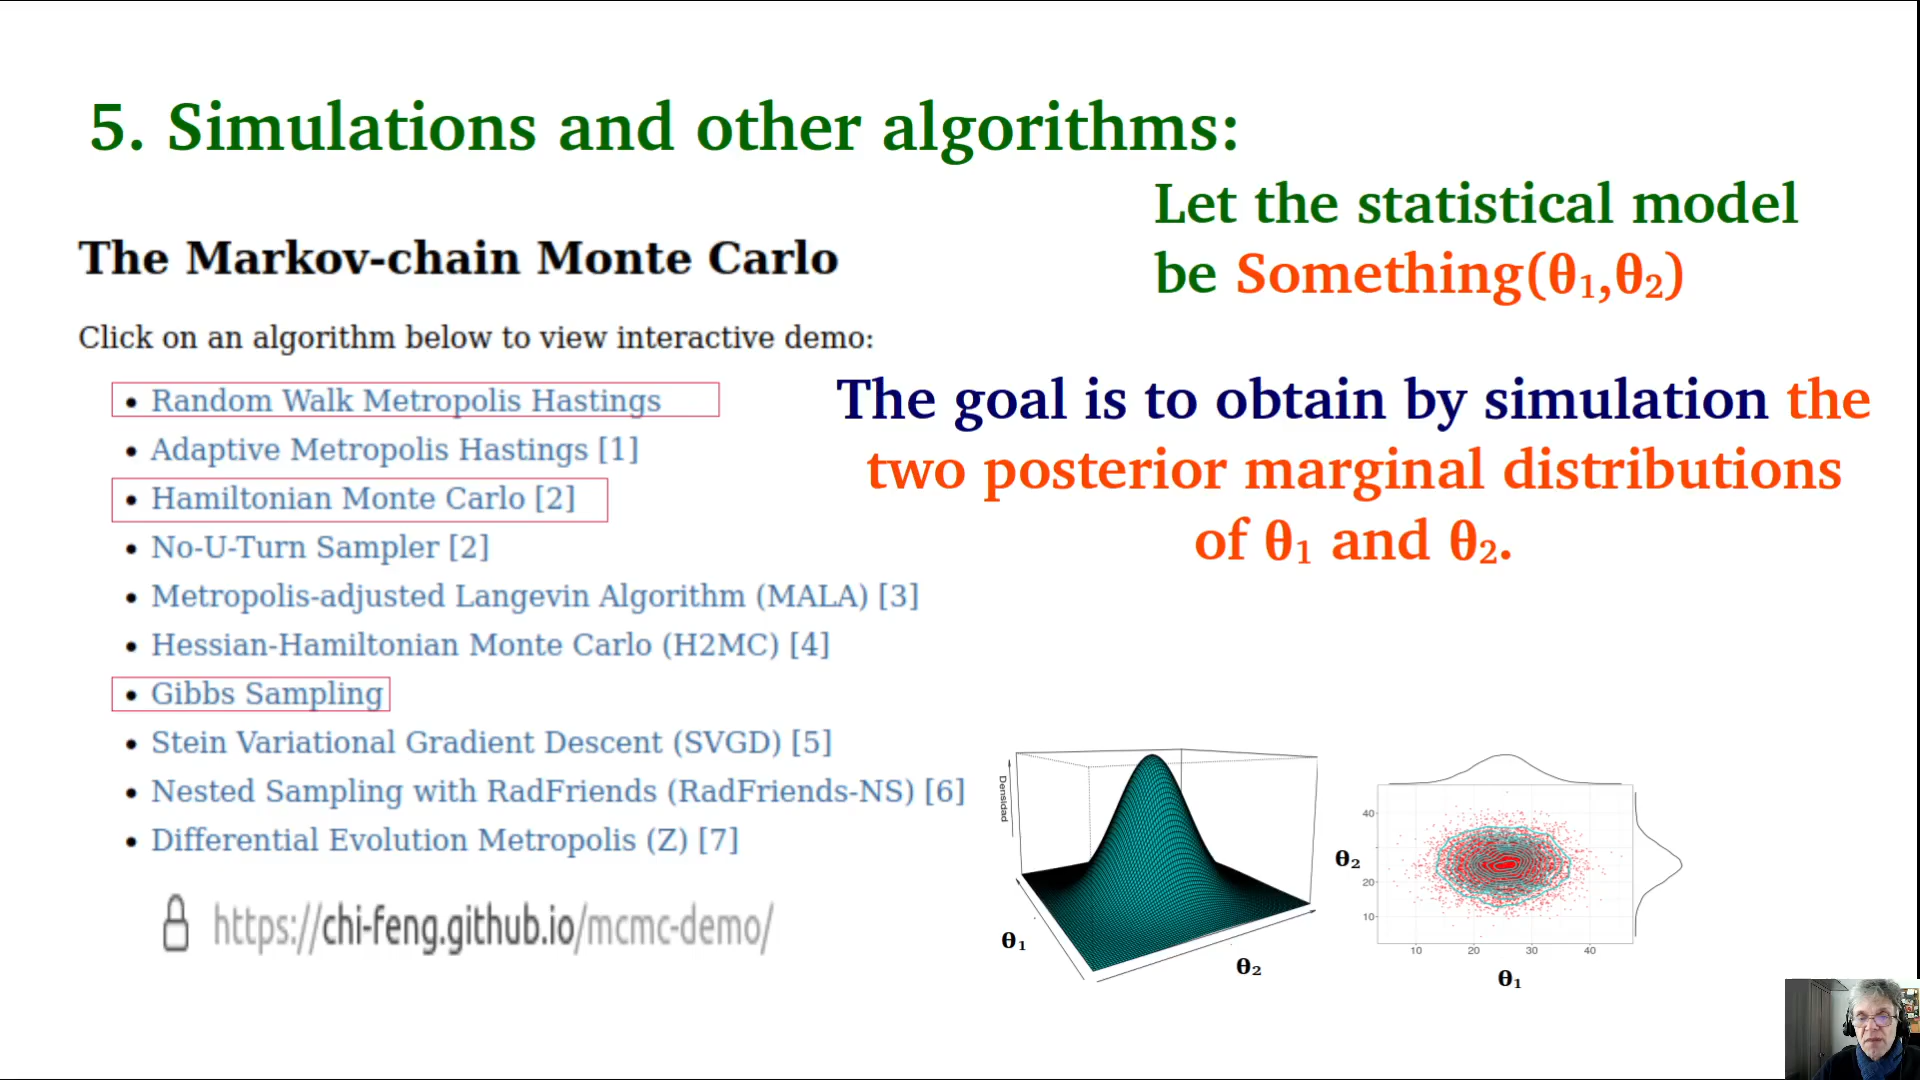 5. Simulations and other algorithms:
Let the statistical model
be Something(θ₁,θ₂)
The Markov-chain Monte Carlo
Click on an algorithm below to view interactive demo:
• Random Walk Metropolis Hastings
• Adaptive Metropolis Hastings [1]
• Hamiltonian Monte Carlo [2]
• No-U-Turn Sampler [2]
• Metropolis-adjusted Langevin Algorithm (MALA) [3]
• Hessian-Hamiltonian Monte Carlo (H2MC) [4]
• Gibbs Sampling
• Stein Variational Gradient Descent (SVGD) [5]
• Nested Sampling with RadFriends (RadFriends-NS) [6]
• Differential Evolution Metropolis (Z) [7]
https://chi-feng.github.io/mcmc-demo/
The goal is to obtain by simulation the
two posterior marginal distributions
of θ₁ and θ₂.
Densidad
θ₁
θ₂
θ₂
40
20
10
10 20 30 40
θ₁